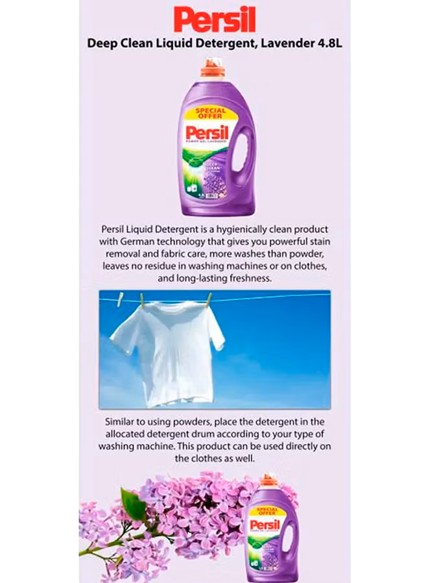 Persil
Deep Clean Liquid Detergent, Lavender 4.8L
SPECIAL
OFFER
Persil
Persil Liquid Detergent is a hygienically clean product
with German technology that gives you powerful stain
removal and fabric care, more washes than powder,
leaves no residue in washing machines or on clothes,
and long-lasting freshness.
Similar to using powders, place the detergent in the
allocated detergent drum according to your type of
washing machine. This product can be used directly on
the clothes as well.
SPECIAL
OFFER
Persil